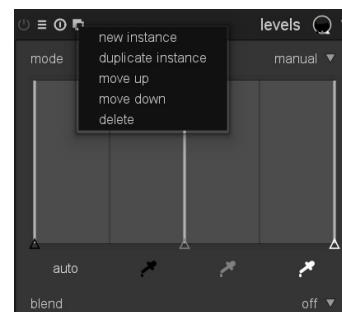 levels
new instance
mode
duplicate instance
manual
move up
move down
delete
auto
blend
off